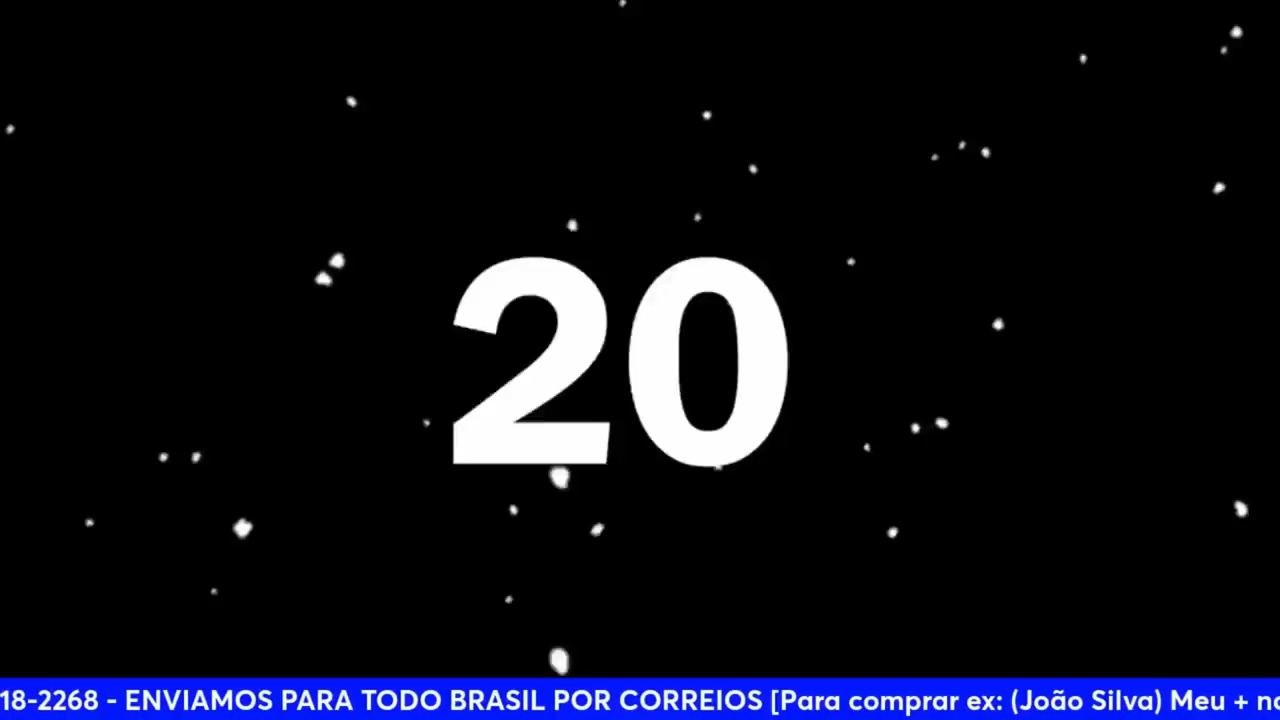 20
18-2268 - ENVIAMOS PARA TODO BRASIL POR CORREIOS [Para comprar ex: (João Silva) Meu +